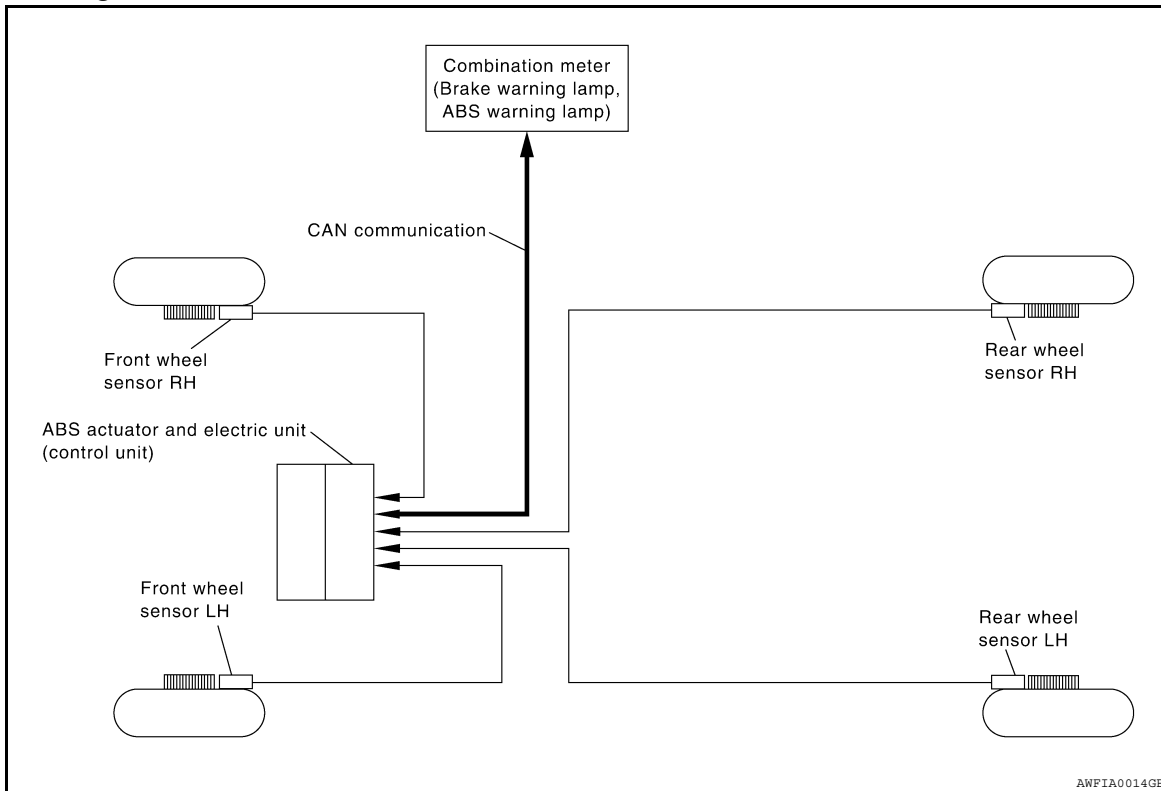 Combination meter
(Brake warning lamp,
ABS warning lamp)
CAN communication
Front wheel
sensor RH
Rear wheel
sensor RH
ABS actuator and electric unit
(control unit)
Front wheel
sensor LH
Rear wheel
sensor LH